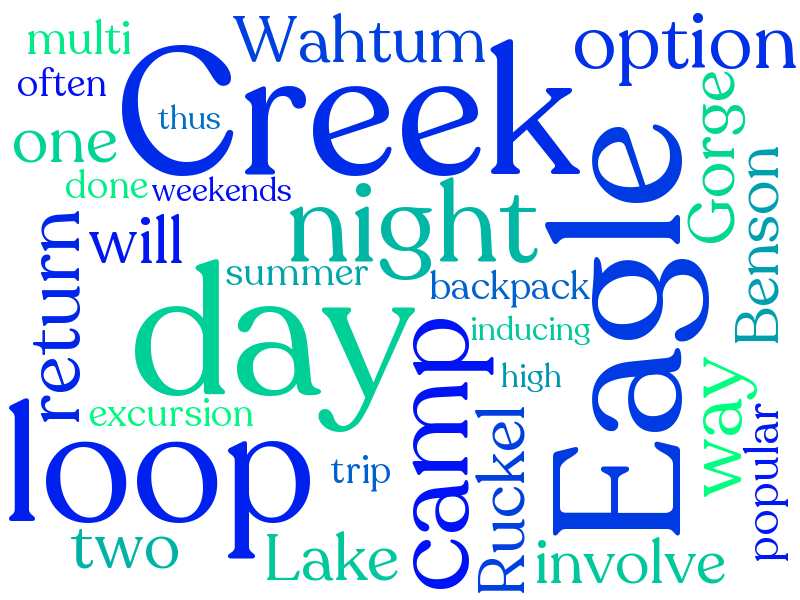 multi
Wahtum
option
often
Creek
thus
one
Gorge
done
weekends
Eagle
Benson
return
will
night
summer
backpack
day
inducing
camp
high
excursion
way
loop
Ruckel
popular
trip
two
Lake
involve